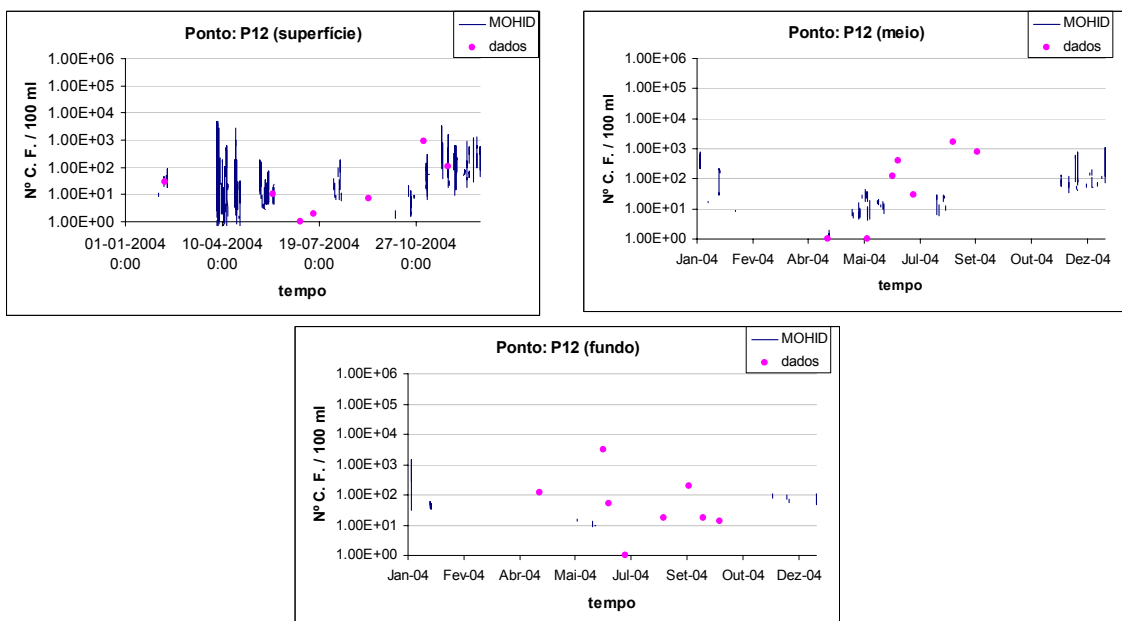 Ponto: P12 (superfície)
MOHID
dados
Nº C. F. / 100 ml
1.00E+06
1.00E+05
1.00E+04
1.00E+03
1.00E+02
1.00E+01
1.00E+00
01-01-2004 10-04-2004 19-07-2004 27-10-2004
0:00 0:00 0:00 0:00
tempo
Ponto: P12 (meio)
MOHID
dados
Nº C. F. / 100 ml
1.00E+06
1.00E+05
1.00E+04
1.00E+03
1.00E+02
1.00E+01
1.00E+00
Jan-04 Fev-04 Abr-04 Mai-04 Jul-04 Set-04 Out-04 Dez-04
tempo
Ponto: P12 (fundo)
MOHID
dados
Nº C. F. / 100 ml
1.00E+06
1.00E+05
1.00E+04
1.00E+03
1.00E+02
1.00E+01
1.00E+00
Jan-04 Fev-04 Abr-04 Mai-04 Jul-04 Set-04 Out-04 Dez-04
tempo